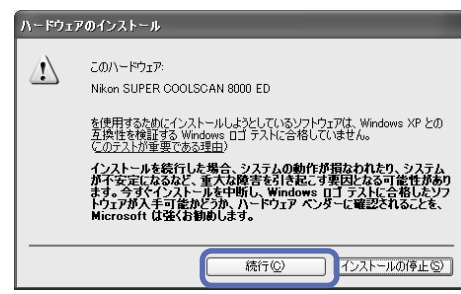 ハードウェアのインストール
このハードウェア:
Nikon SUPER COOLSCAN 8000 ED
を使用するためにインストールしようとしているソフトウェアは、Windows XP との
互換性を検証する Windows ロゴ テストに合格していません。
(このテストが重要である理由)
インストールを続行した場合、システムの動作が損なわれたり、システム
が不安定になるなど、重大な障害を引き起こす要因となる可能性があり
ます。今すぐインストールを中断し、Windows ロゴ テストに合格したソフ
トウェアが入手可能かどうか、ハードウェア ベンダーに確認されることを、
Microsoft は強くお勧めします。
続行(C) インストールの停止(S)